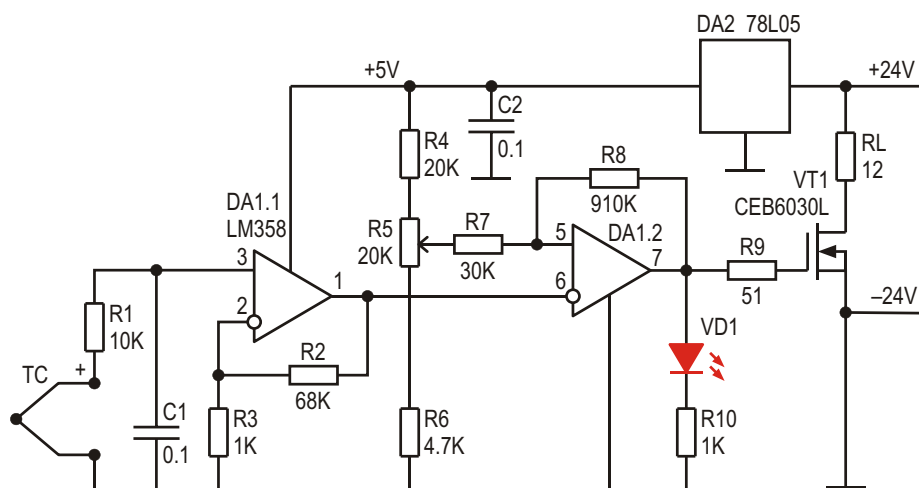 DA2 78L05
+5V
+24V
C2
0.1
R4
20K
RL
12
R8
910K
VT1
CEB6030L
DA1.1
LM358
R5
20K
R7
30K
DA1.2
5
6
7
3
2
1
R9
51
R1
10K
–24V
VD1
R2
68K
TC
+
C1
0.1
R3
1K
R6
4.7K
R10
1K